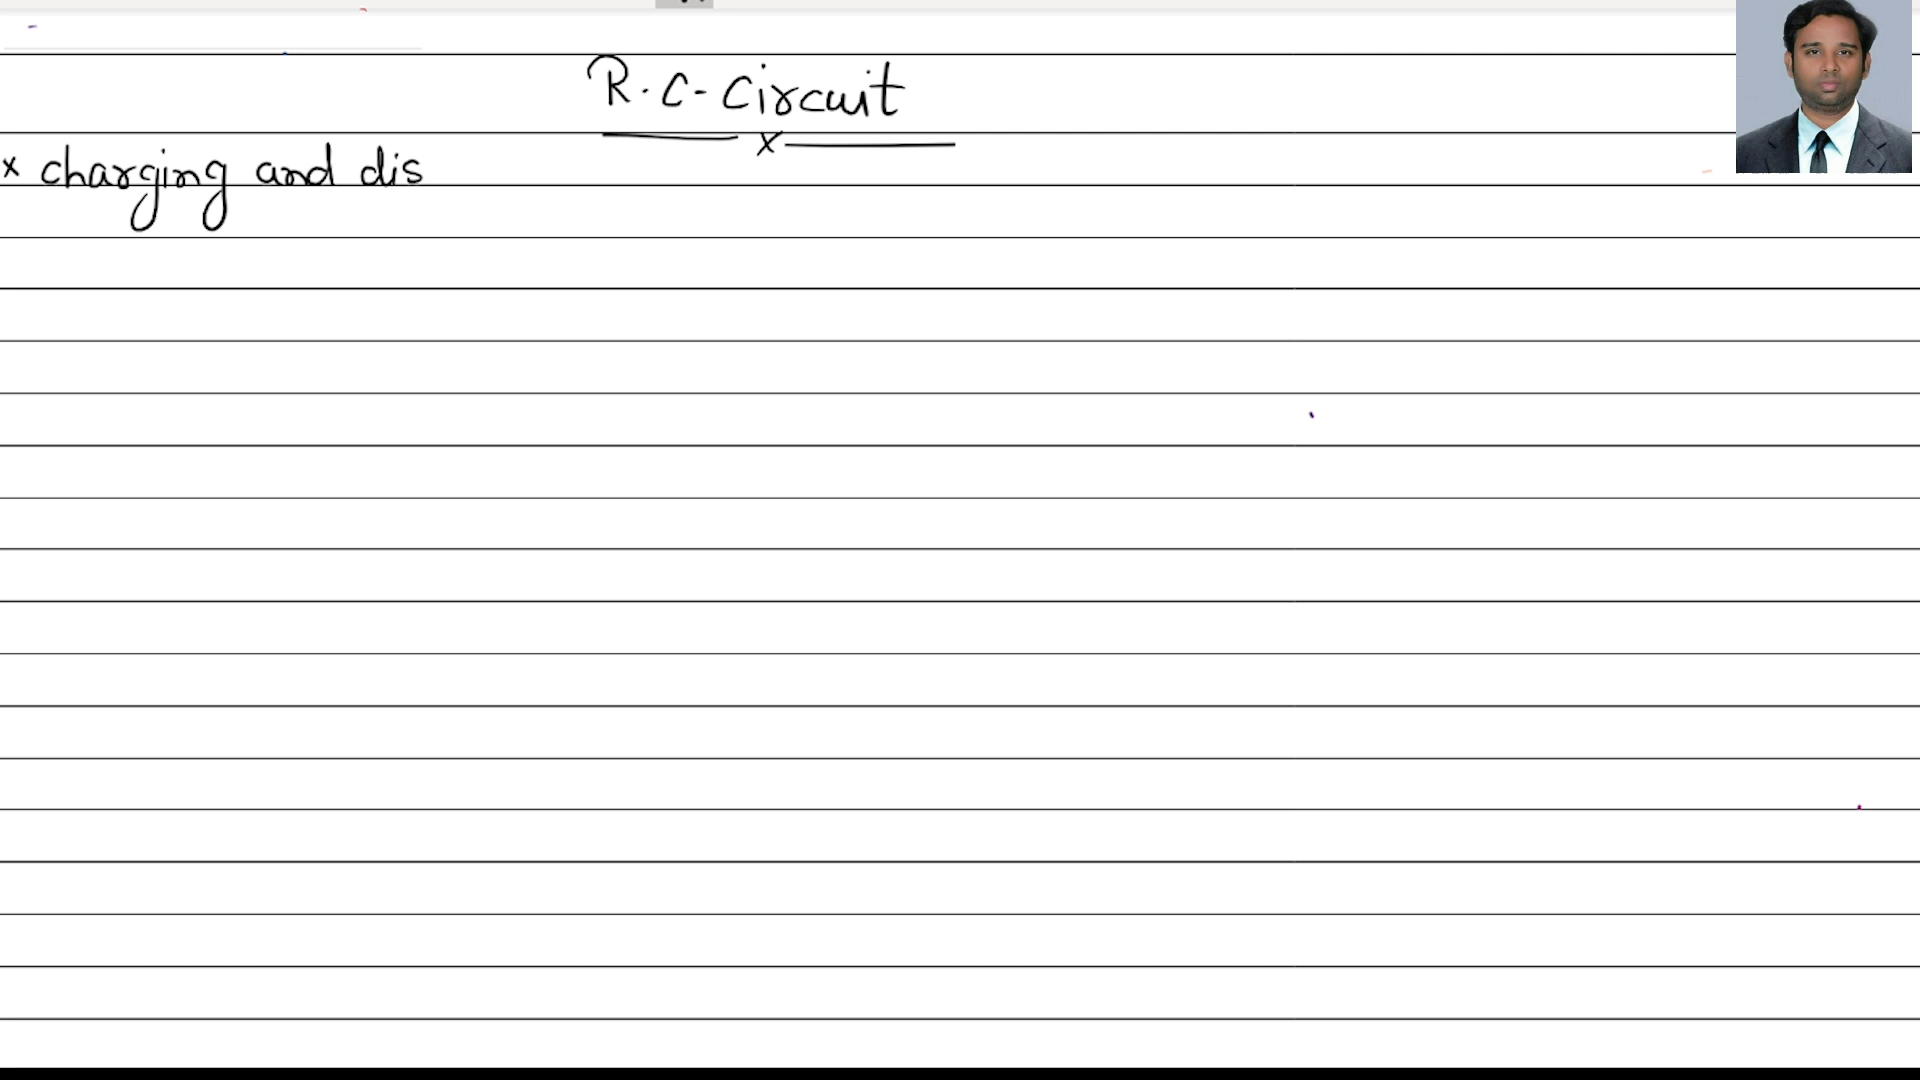 R.C-Circuit
x
x charging and dis